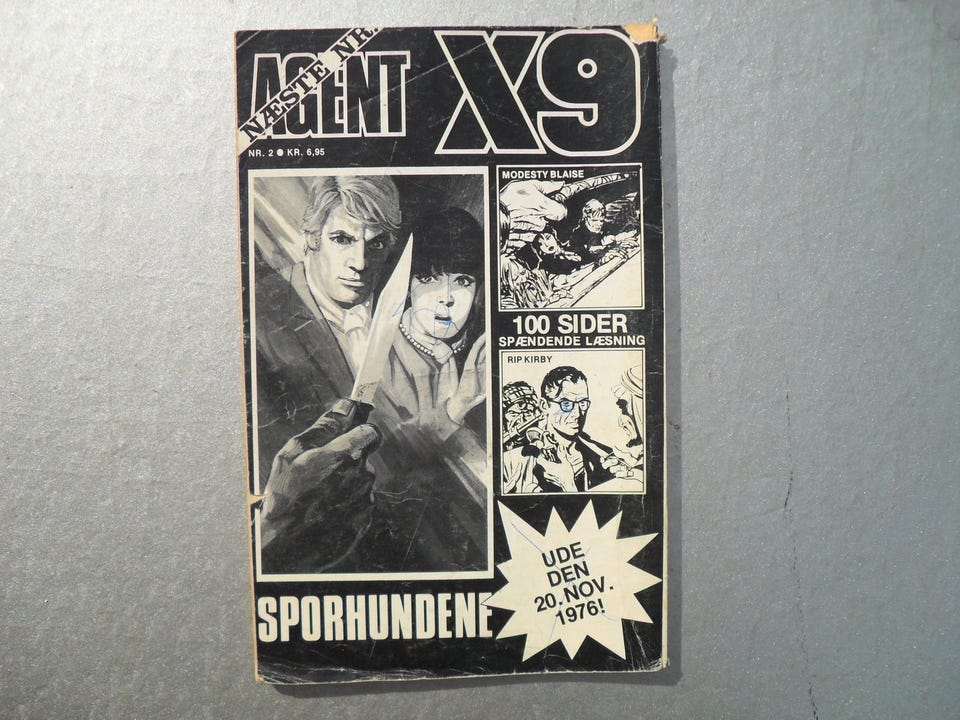 NÆSTE NR.
AGENT X9
NR. 2 ● KR. 6,95
MODESTY BLAISE
100 SIDER
SPÆNDENDE LÆSNING
RIP KIRBY
UDE
DEN
20. NOV.
1976!
SPORHUNDENE